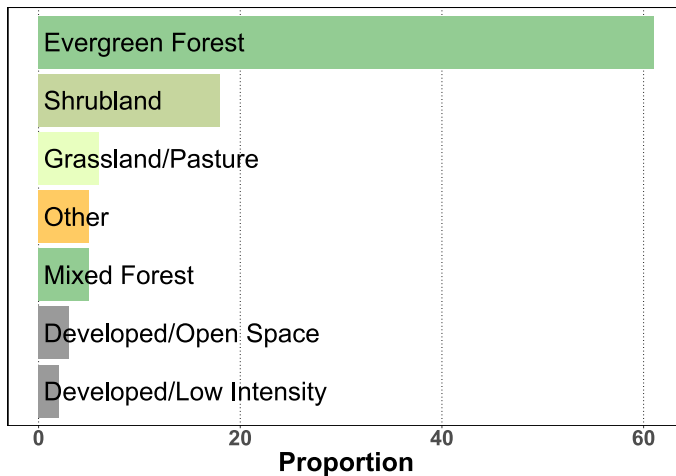 Evergreen Forest
Shrubland
Grassland/Pasture
Other
Mixed Forest
Developed/Open Space
Developed/Low Intensity
0 20 40 60
Proportion